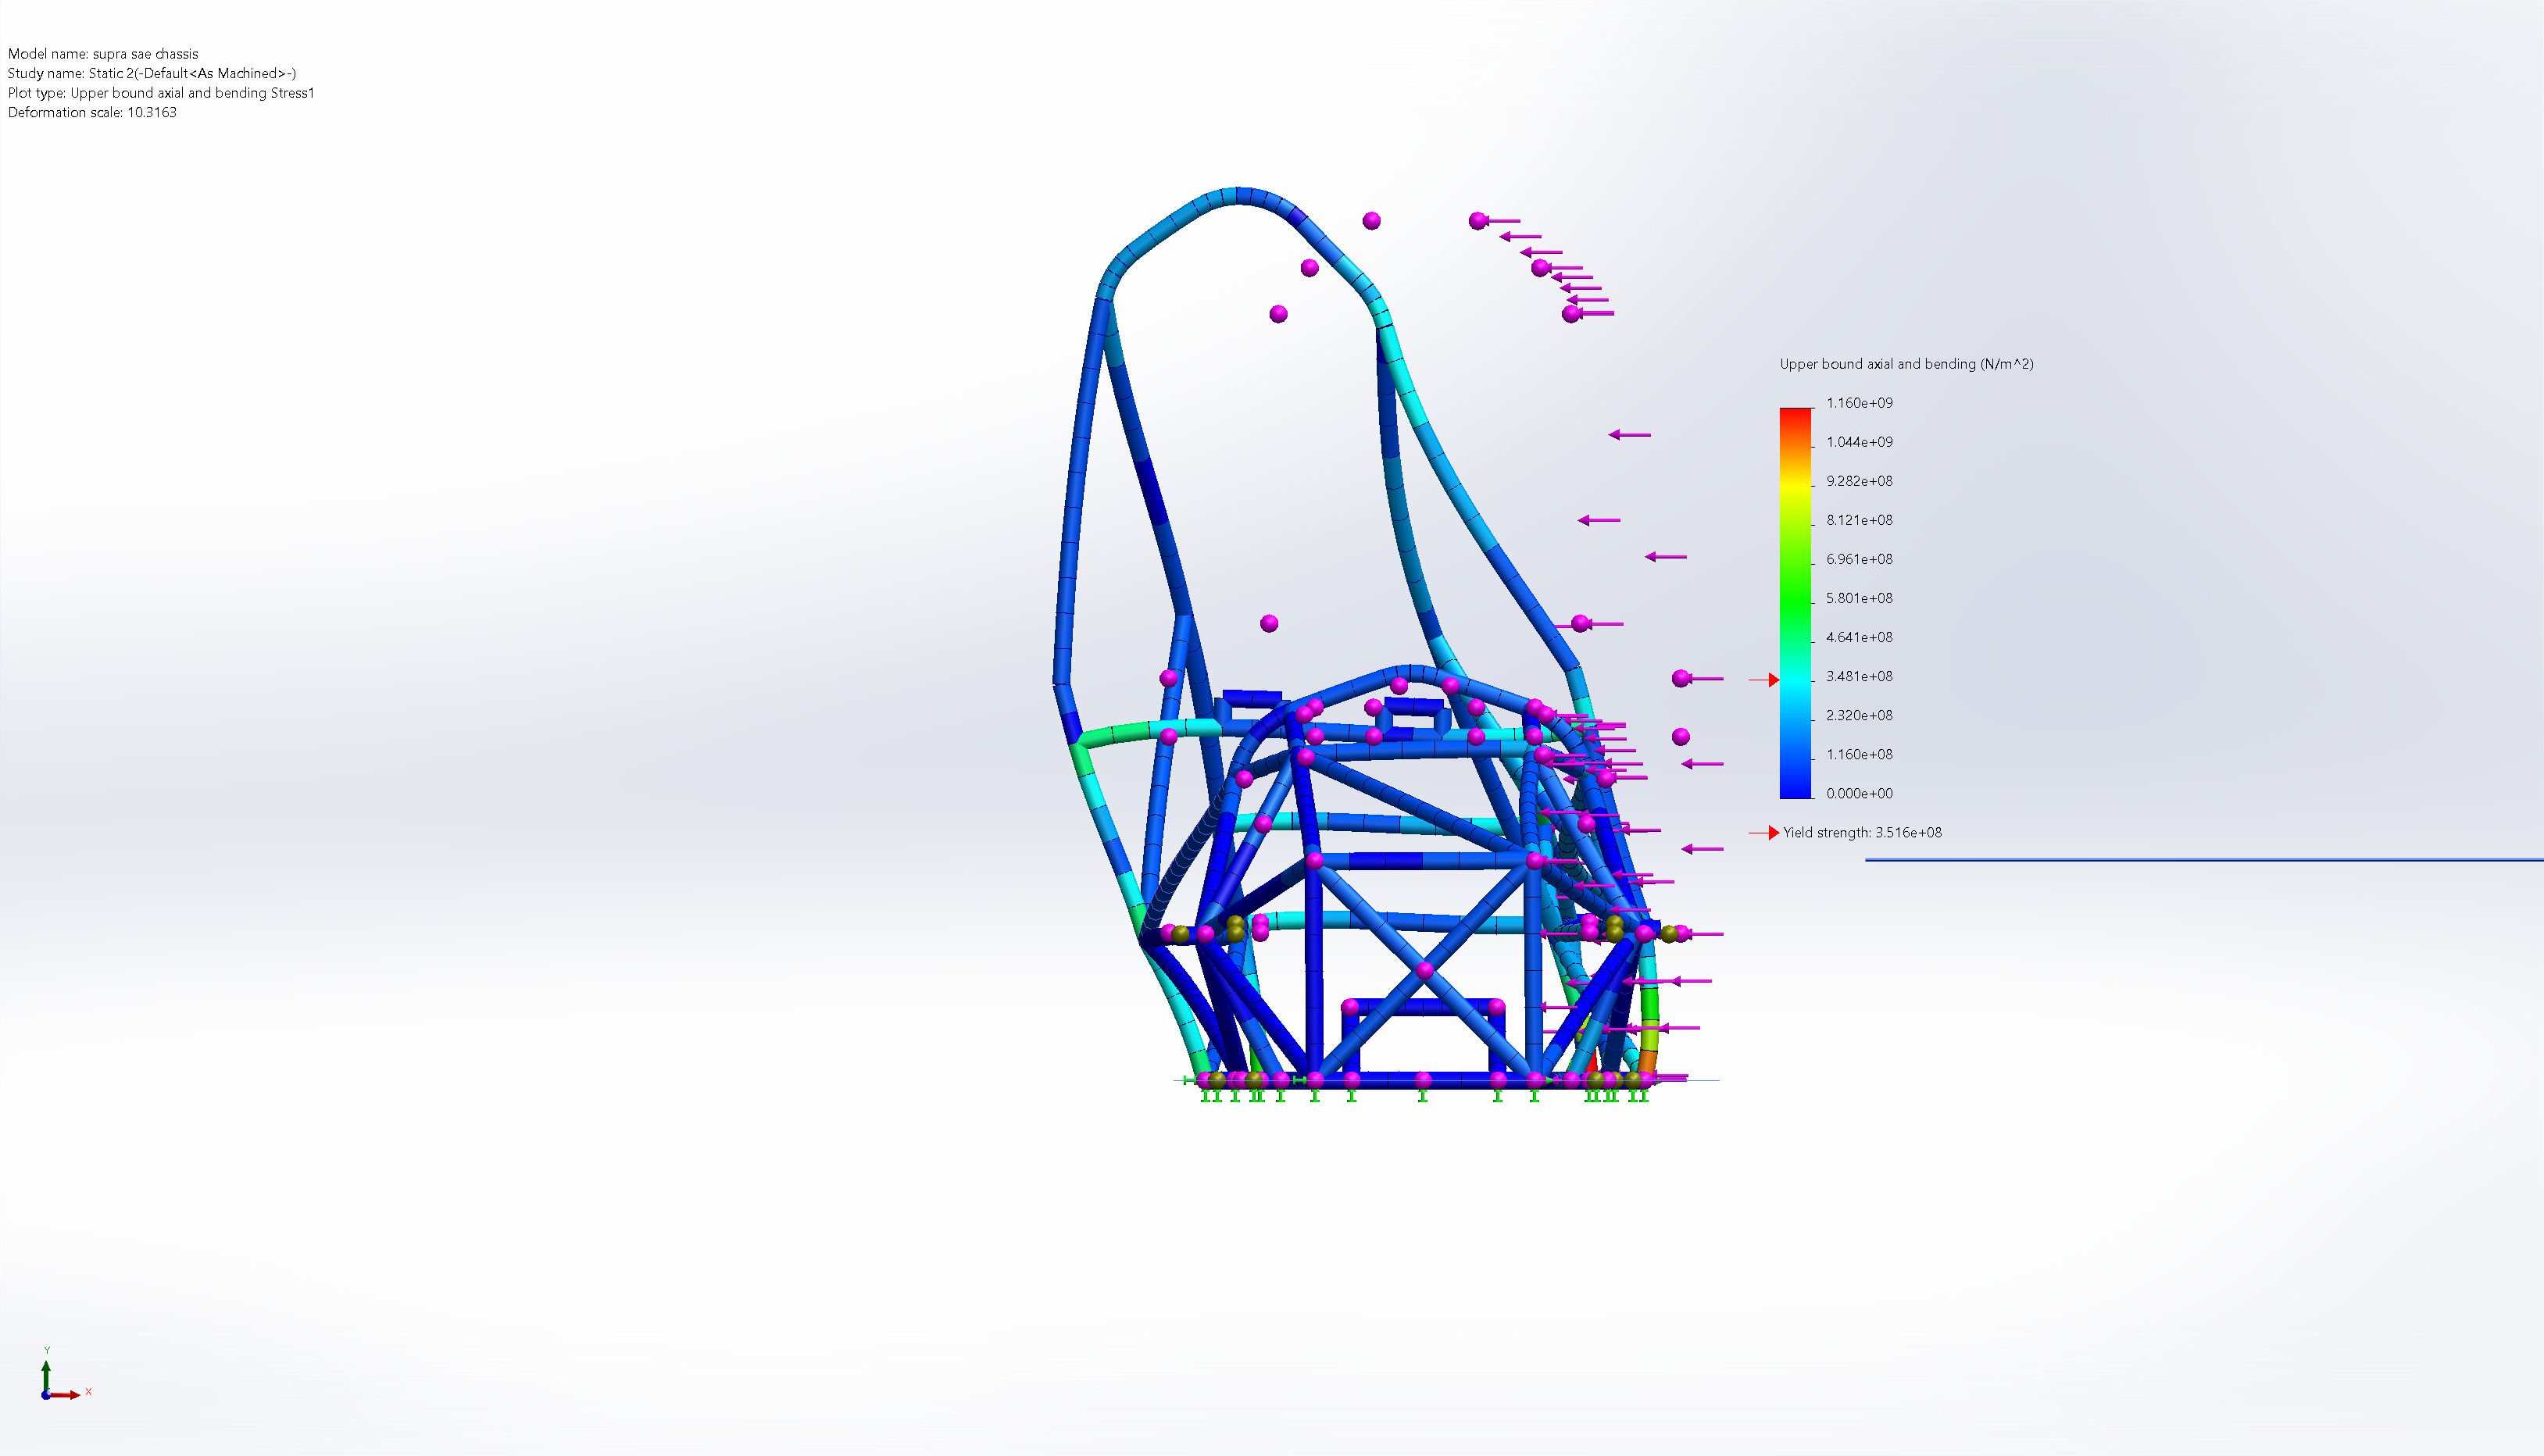 Model name: supra sae chassis
Study name: Static 2(-Default<As Machined>-)
Plot type: Upper bound axial and bending Stress1
Deformation scale: 10.3163
Upper bound axial and bending (N/m^2)
1.160e+09
1.044e+09
9.282e+08
8.121e+08
6.961e+08
5.801e+08
4.641e+08
3.481e+08
2.320e+08
1.160e+08
0.000e+00
Yield strength: 3.516e+08
Y
X